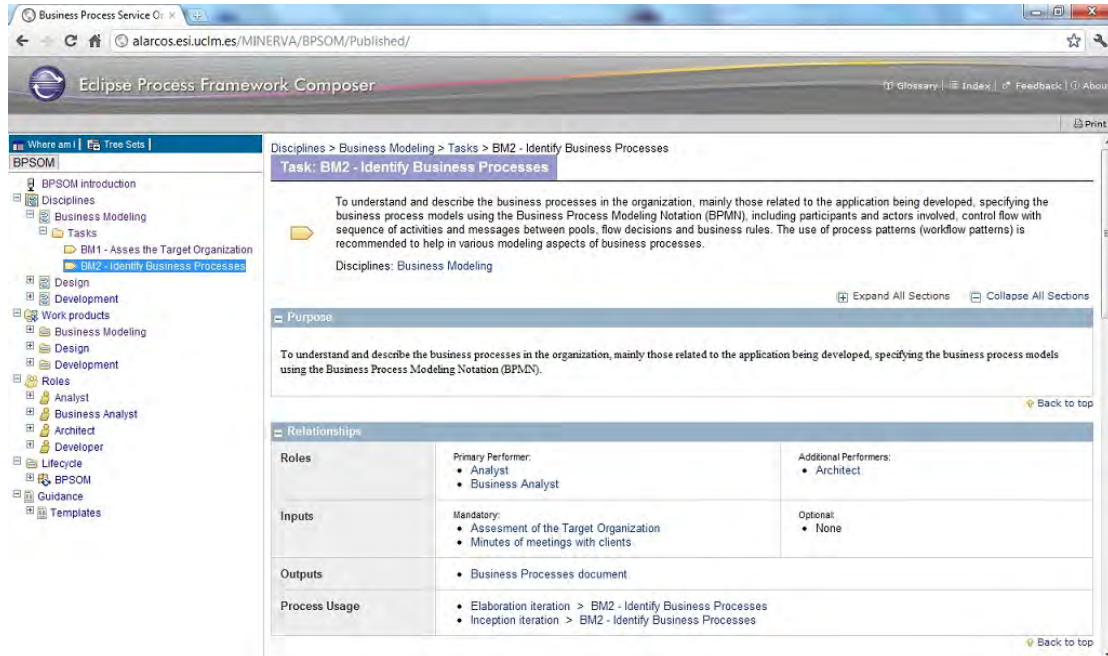 Business Process Service Or
alarcos.esi.uclm.es/MINERVA/BPSOM/Published/
Eclipse Process Framework Composer
Glossary | Index | Feedback | Abou
Print
Where am I | Tree Sets |
BPSOM
BPSOM introduction
Disciplines
Business Modeling
Tasks
BM1 - Asses the Target Organization
BM2 - Identify Business Processes
Design
Development
Work products
Business Modeling
Design
Development
Roles
Analyst
Business Analyst
Architect
Developer
Lifecycle
BPSOM
Guidance
Templates
Disciplines > Business Modeling > Tasks > BM2 - Identify Business Processes
Task: BM2 - Identify Business Processes
To understand and describe the business processes in the organization, mainly those related to the application being developed, specifying the
business process models using the Business Process Modeling Notation (BPMN), including participants and actors involved, control flow with
sequence of activities and messages between pools, flow decisions and business rules. The use of process patterns (workflow patterns) is
recommended to help in various modeling aspects of business processes.
Disciplines: Business Modeling
Expand All Sections Collapse All Sections
Purpose
To understand and describe the business processes in the organization, mainly those related to the application being developed, specifying the business process models
using the Business Process Modeling Notation (BPMN).
Back to top
Relationships
Roles
Primary Performer:
• Analyst
• Business Analyst
Additional Performers:
• Architect
Inputs
Mandatory:
• Assesment of the Target Organization
• Minutes of meetings with clients
Optional:
• None
Outputs
• Business Processes document
Process Usage
• Elaboration iteration > BM2 - Identify Business Processes
• Inception iteration > BM2 - Identify Business Processes
Back to top